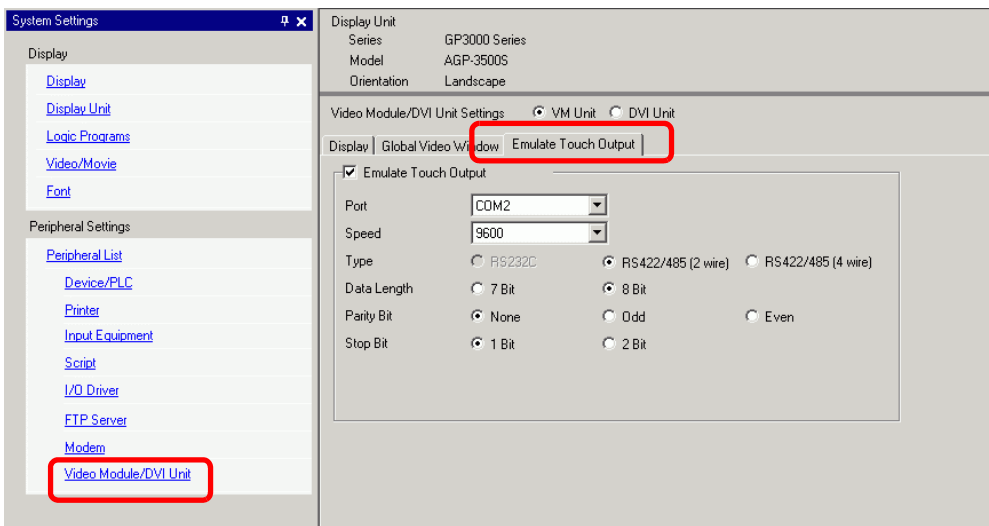 System Settings
Display
Display
Display Unit
Logic Programs
Video/Movie
Font
Peripheral Settings
Peripheral List
Device/PLC
Printer
Input Equipment
Script
I/O Driver
FTP Server
Modem
Video Module/DVI Unit
Display Unit
Series GP3000 Series
Model AGP-3500S
Orientation Landscape
Video Module/DVI Unit Settings VM Unit DVI Unit
Display Global Video Window Emulate Touch Output
Emulate Touch Output
Port COM2
Speed 9600
Type RS232C RS422/485 (2 wire) RS422/485 (4 wire)
Data Length 7 Bit 8 Bit
Parity Bit None Odd Even
Stop Bit 1 Bit 2 Bit